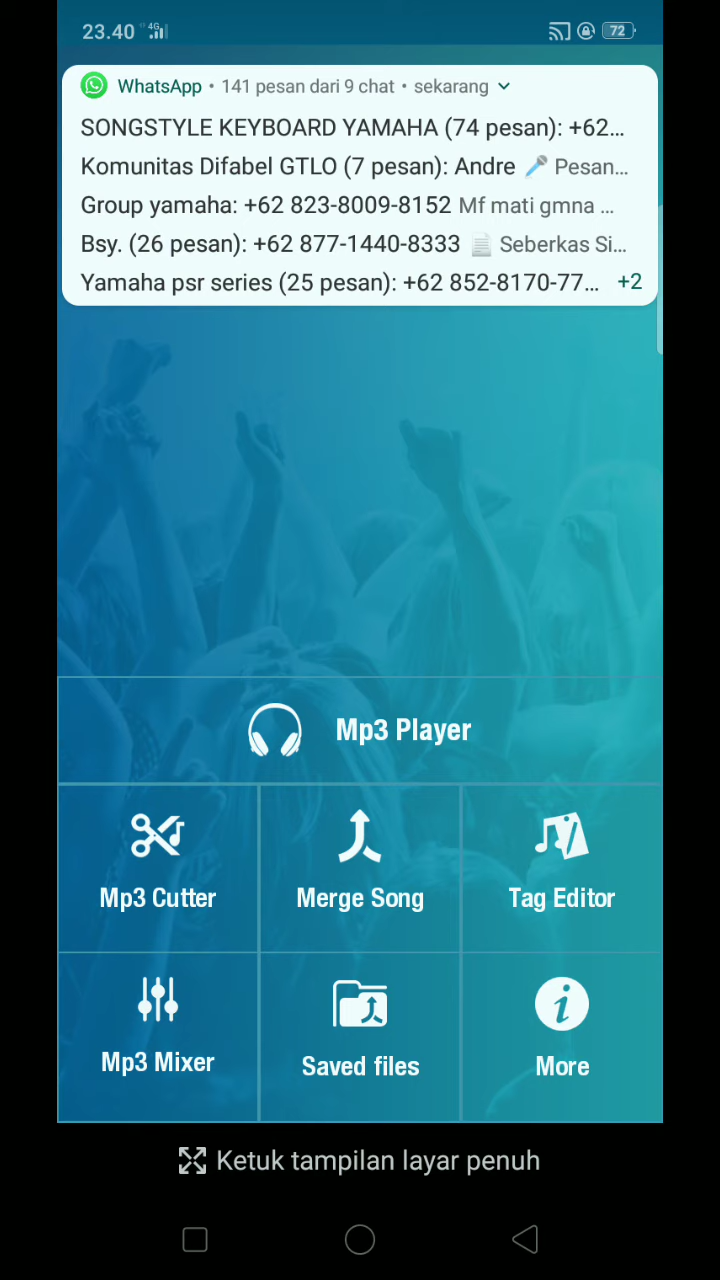 23.40 4G 72
WhatsApp • 141 pesan dari 9 chat • sekarang
SONGSTYLE KEYBOARD YAMAHA (74 pesan): +62...
Komunitas Difabel GTLO (7 pesan): Andre 🎤 Pesan...
Group yamaha: +62 823-8009-8152 Mf mati gmna ...
Bsy. (26 pesan): +62 877-1440-8333 📄 Seberkas Si...
Yamaha psr series (25 pesan): +62 852-8170-77... +2
Mp3 Player
Mp3 Cutter Merge Song Tag Editor
Mp3 Mixer Saved files More
Ketuk tampilan layar penuh